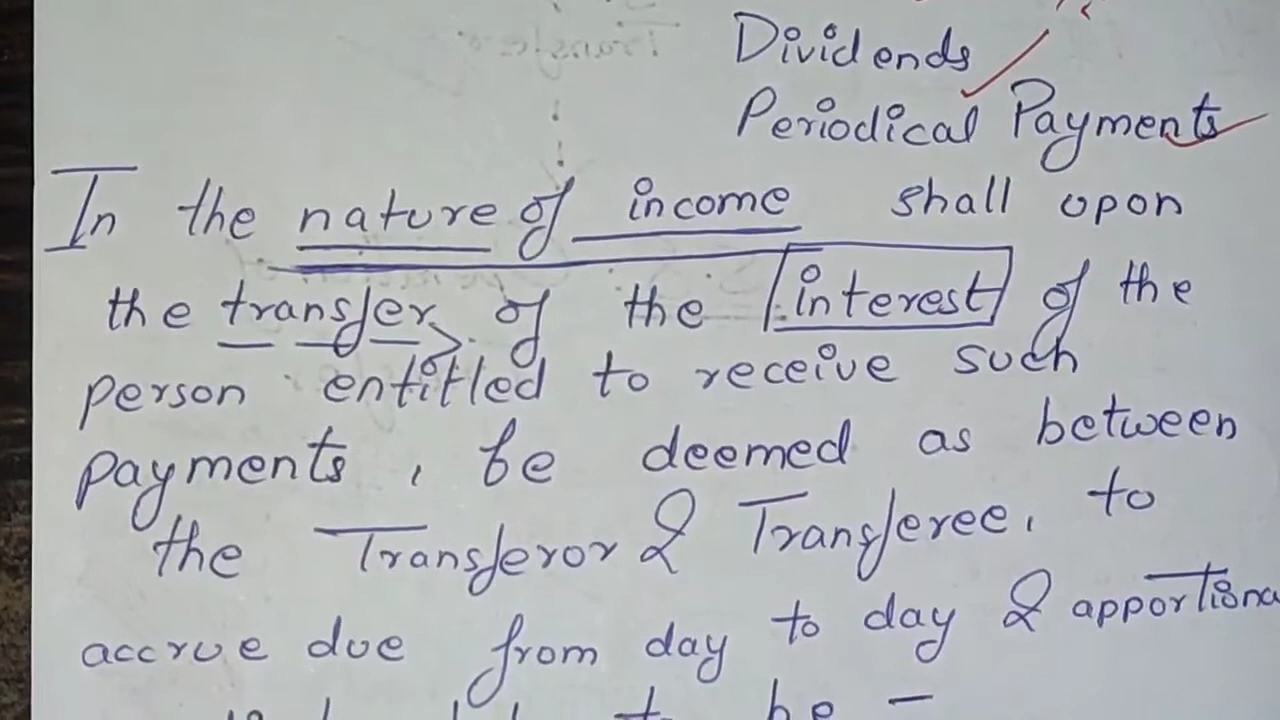 Dividends
Periodical Payments
In the nature of income shall upon
the transfer of the interest of the
person entitled to receive such
payments, be deemed as between
the Transferor & Transferee, to
accrue due from day to day & apportiona
to be -